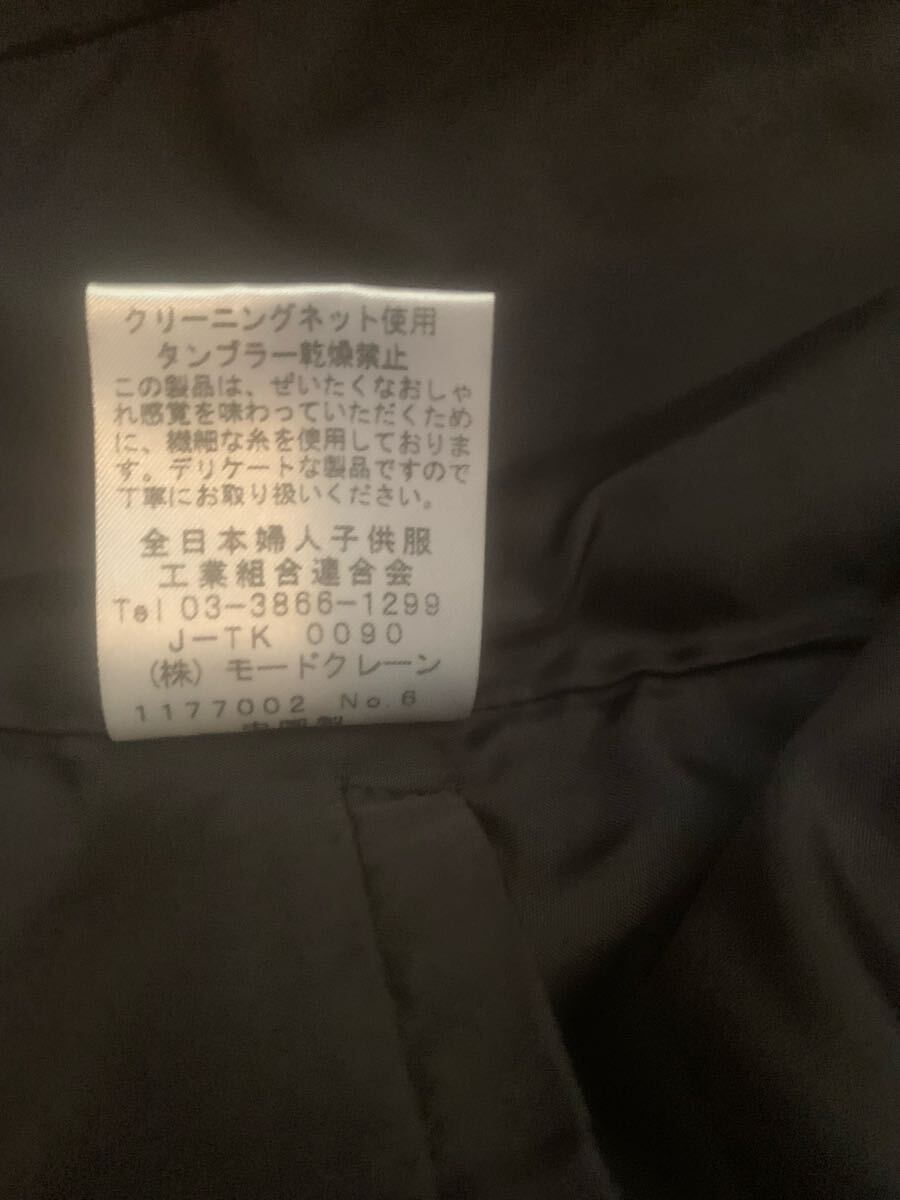 クリーニングネット使用
タンブラー乾燥禁止
この製品は、ぜいたくなおしゃ
れ感覚を味わっていただくため
に、繊細な糸を使用しておりま
す。デリケートな製品ですので
丁寧にお取り扱いください。
全日本婦人子供服
工業組合連合会
Tel 03-3866-1299
J-TK 0090
(株) モードクレーン
1177002 No.6
中国製